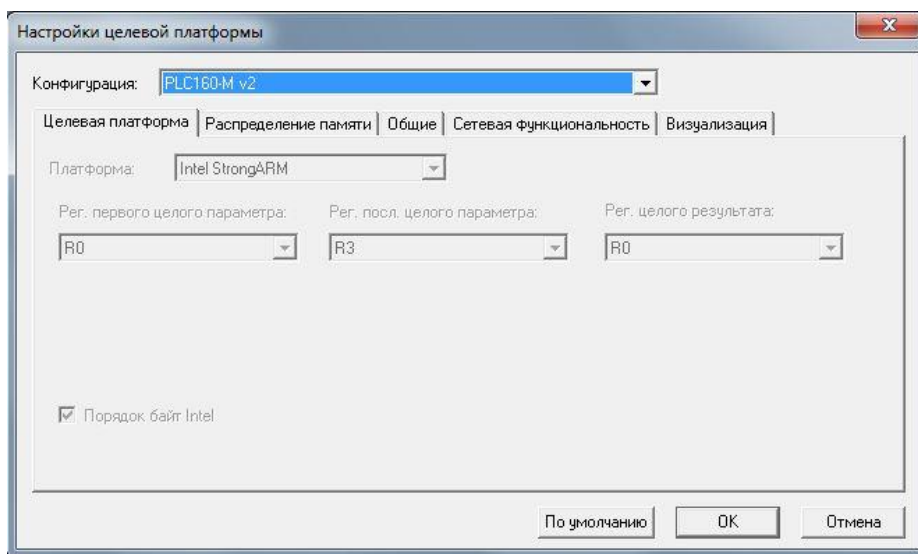 Настройки целевой платформы
Конфигурация: PLC160-M v2
Целевая платформа Распределение памяти Общие Сетевая функциональность Визуализация
Платформа: Intel StrongARM
Рег. первого целого параметра: Рег. посл. целого параметра: Рег. целого результата:
R0 R3 R0
Порядок байт Intel
По умолчанию OK Отмена